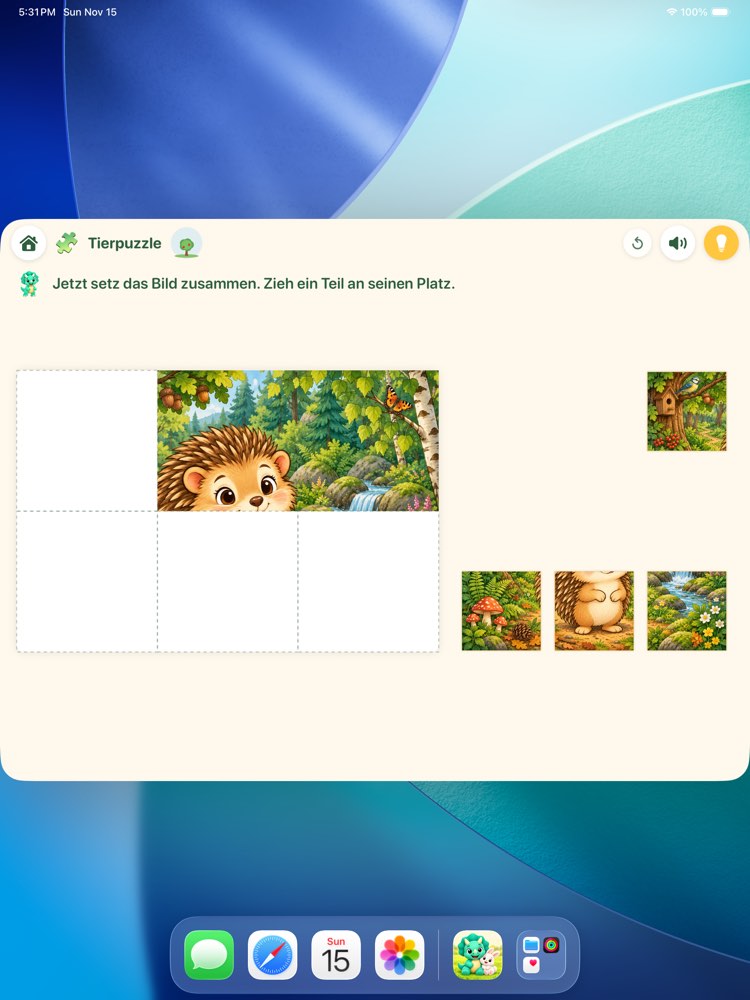 5:31 PM Sun Nov 15
100%
Tierpuzzle
Jetzt setz das Bild zusammen. Zieh ein Teil an seinen Platz.
Sun
15